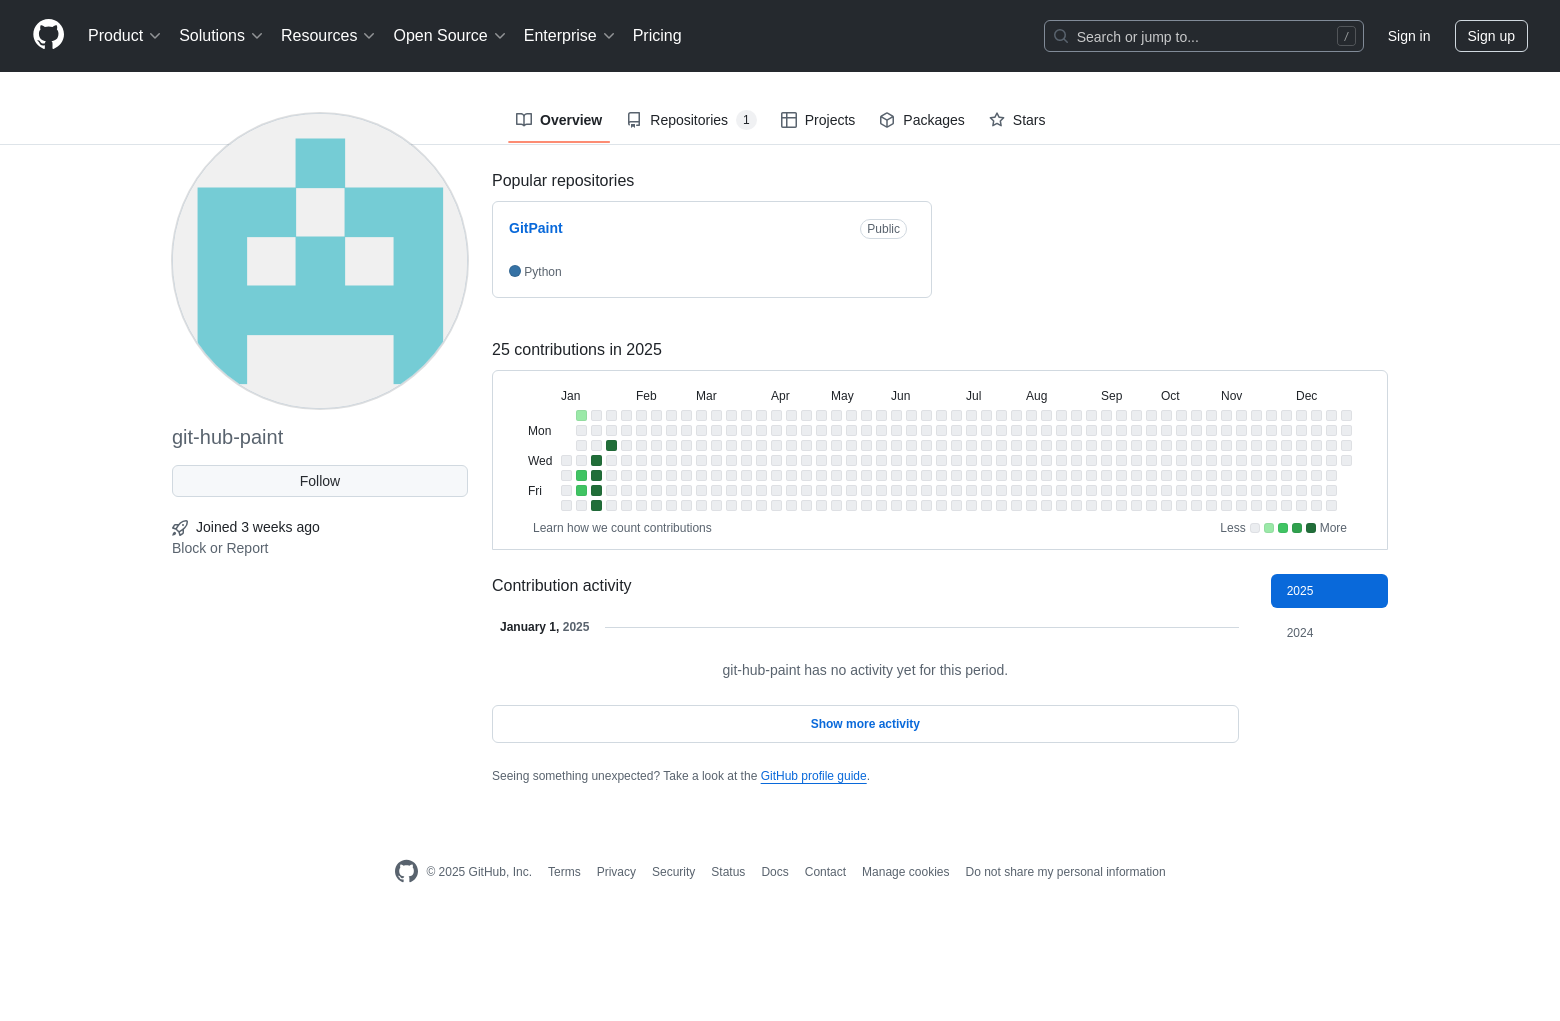 Product Solutions Resources Open Source Enterprise Pricing Search or jump to... / Sign in Sign up
Overview Repositories 1 Projects Packages Stars
Popular repositories
GitPaint Public
Python
25 contributions in 2025
Jan Feb Mar Apr May Jun Jul Aug Sep Oct Nov Dec
Mon
Wed
Fri
Learn how we count contributions Less More
git-hub-paint
Follow
Joined 3 weeks ago
Block or Report
Contribution activity
2025
2024
January 1, 2025
git-hub-paint has no activity yet for this period.
Show more activity
Seeing something unexpected? Take a look at the GitHub profile guide.
© 2025 GitHub, Inc. Terms Privacy Security Status Docs Contact Manage cookies Do not share my personal information